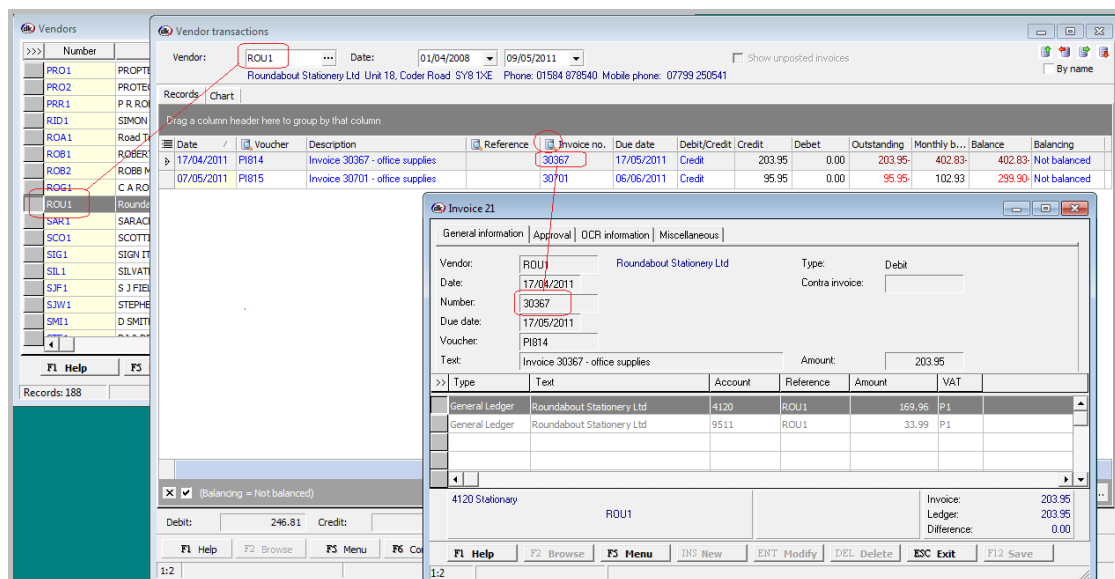 Vendors
>>> Number
PRO1 PROPTE
PRO2 PROTEC
PRR1 P R ROI
RID1 SIMON
ROA1 Road T
ROB1 ROBER
ROB2 ROBB M
ROG1 C A RO
ROU1 Rounda
SAR1 SARAC
SCO1 SCOTTI
SIG1 SIGN IT
SIL1 SILVATI
SJF1 S J FIEL
SJW1 STEPHE
SMI1 D SMIT
F1 Help F5
Records: 188
Vendor transactions
Vendor: ROU1 ... Date: 01/04/2008 09/05/2011 Show unposted invoices
By name
Roundabout Stationery Ltd Unit 18, Coder Road SY8 1XE Phone: 01584 878540 Mobile phone: 07799 250541
Records Chart
Drag a column header here to group by that column
Date / Voucher Description Reference Invoice no. Due date Debit/Credit Credit Debet Outstanding Monthly b... Balance Balancing
17/04/2011 PI814 Invoice 30367 - office supplies 30367 17/05/2011 Credit 203.95 0.00 203.95- 402.83- 402.83- Not balanced
07/05/2011 PI815 Invoice 30701 - office supplies 30701 06/06/2011 Credit 95.95 0.00 95.95- 102.93 299.90- Not balanced
(Balancing = Not balanced)
Debit: 246.81 Credit:
F1 Help F2 Browse F3 Menu F6 Co
1:2
Invoice 21
General information Approval OCR information Miscellaneous
Vendor: ROU1 Roundabout Stationery Ltd Type: Debit
Date: 17/04/2011 Contra invoice:
Number: 30367
Due date: 17/05/2011
Voucher: PI814
Text: Invoice 30367 - office supplies Amount: 203.95
>> Type Text Account Reference Amount VAT
General Ledger Roundabout Stationery Ltd 4120 ROU1 169.96 P1
General Ledger Roundabout Stationery Ltd 9511 ROU1 33.99 P1
4120 Stationary Invoice: 203.95
ROU1 Ledger: 203.95
Difference: 0.00
F1 Help F2 Browse F3 Menu INS New ENT Modify DEL Delete ESC Exit F12 Save
1:2